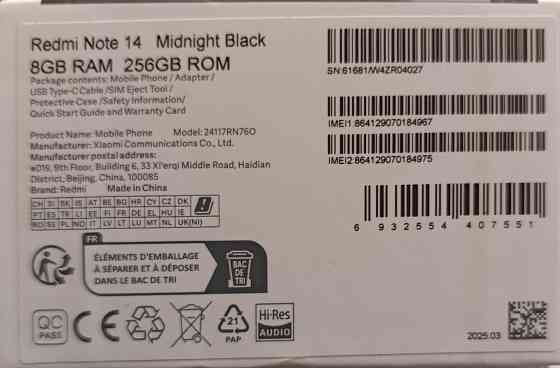 Redmi Note 14 Midnight Black
8GB RAM 256GB ROM
Package contents: Mobile Phone / Adapter /
USB Type-C Cable /SIM Eject Tool /
Protective Case /Safety Information/
Quick Start Guide and Warranty Card
Product Name: Mobile Phone Model: 24117RN76O
Manufacturer: Xiaomi Communications Co., Ltd.
Manufacturer postal address:
#019, 9th Floor, Building 6, 33 Xi'erqi Middle Road, Haidian
District, Beijing, China, 100085
Brand: Redmi Made in China
CH SI SK IS AT BE BG HR CY CZ DK
PT ES TR LI EE FI FR DE EL HU IE
RO SE PL NO IT LV LT LU MT NL UK(NI)
SN:61681/W4ZR04027
IMEI1:864129070184967
IMEI2:864129070184975
6 932554 407551
FR
ÉLÉMENTS D'EMBALLAGE
À SÉPARER ET À DÉPOSER
DANS LE BAC DE TRI
BAC
DE
TRI
QC
PASS
CE
21
PAP
Hi-Res
AUDIO
2025.03